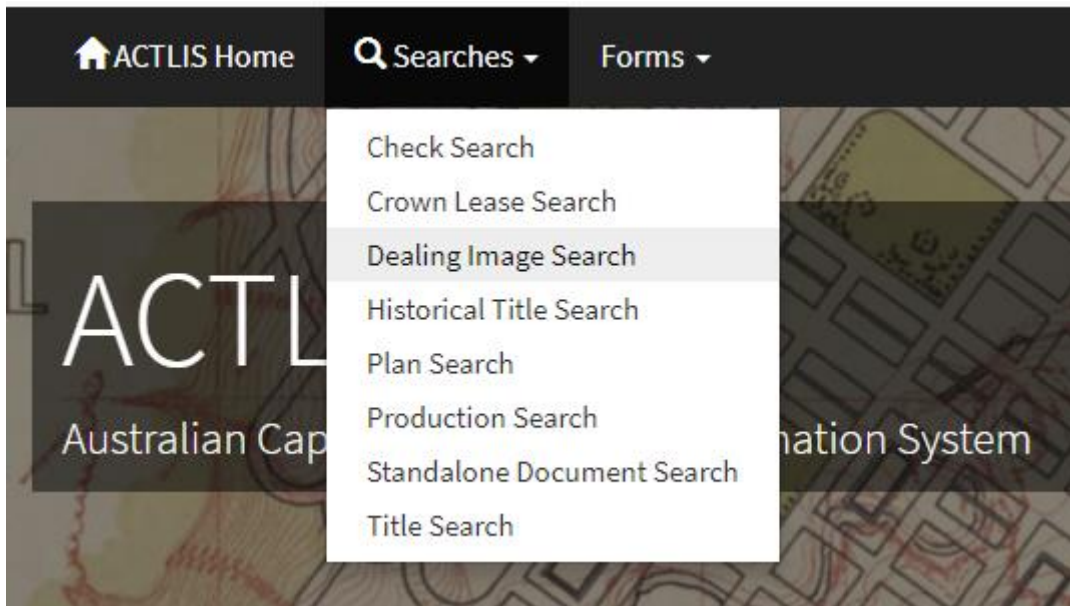 ACTLIS Home Searches Forms
Check Search
Crown Lease Search
Dealing Image Search
Historical Title Search
Plan Search
Production Search
Standalone Document Search
Title Search
ACTL
Australian Cap mation System